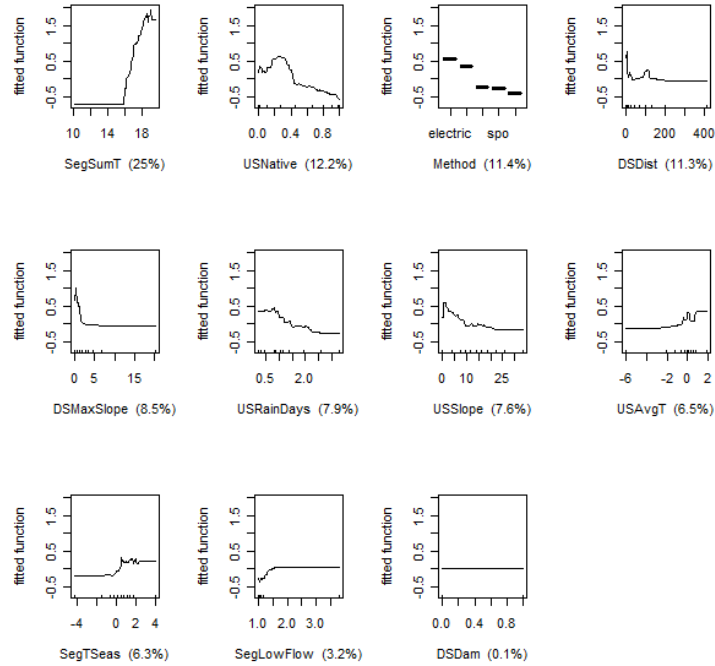 fitted function
-0.5 0.5 1.5
10 14 18
SegSumT (25%)
fitted function
-0.5 0.5 1.5
0.0 0.4 0.8
USNative (12.2%)
fitted function
-0.5 0.5 1.5
electric spo
Method (11.4%)
fitted function
-0.5 0.5 1.5
0 200 400
DSDist (11.3%)
fitted function
-0.5 0.5 1.5
0 5 15
DSMaxSlope (8.5%)
fitted function
-0.5 0.5 1.5
0.5 2.0
USRainDays (7.9%)
fitted function
-0.5 0.5 1.5
0 10 25
USSlope (7.6%)
fitted function
-0.5 0.5 1.5
-6 -2 0 2
USAvgT (6.5%)
fitted function
-0.5 0.5 1.5
-4 0 2 4
SegTSeas (6.3%)
fitted function
-0.5 0.5 1.5
1.0 2.0 3.0
SegLowFlow (3.2%)
fitted function
-0.5 0.5 1.5
0.0 0.4 0.8
DSDam (0.1%)